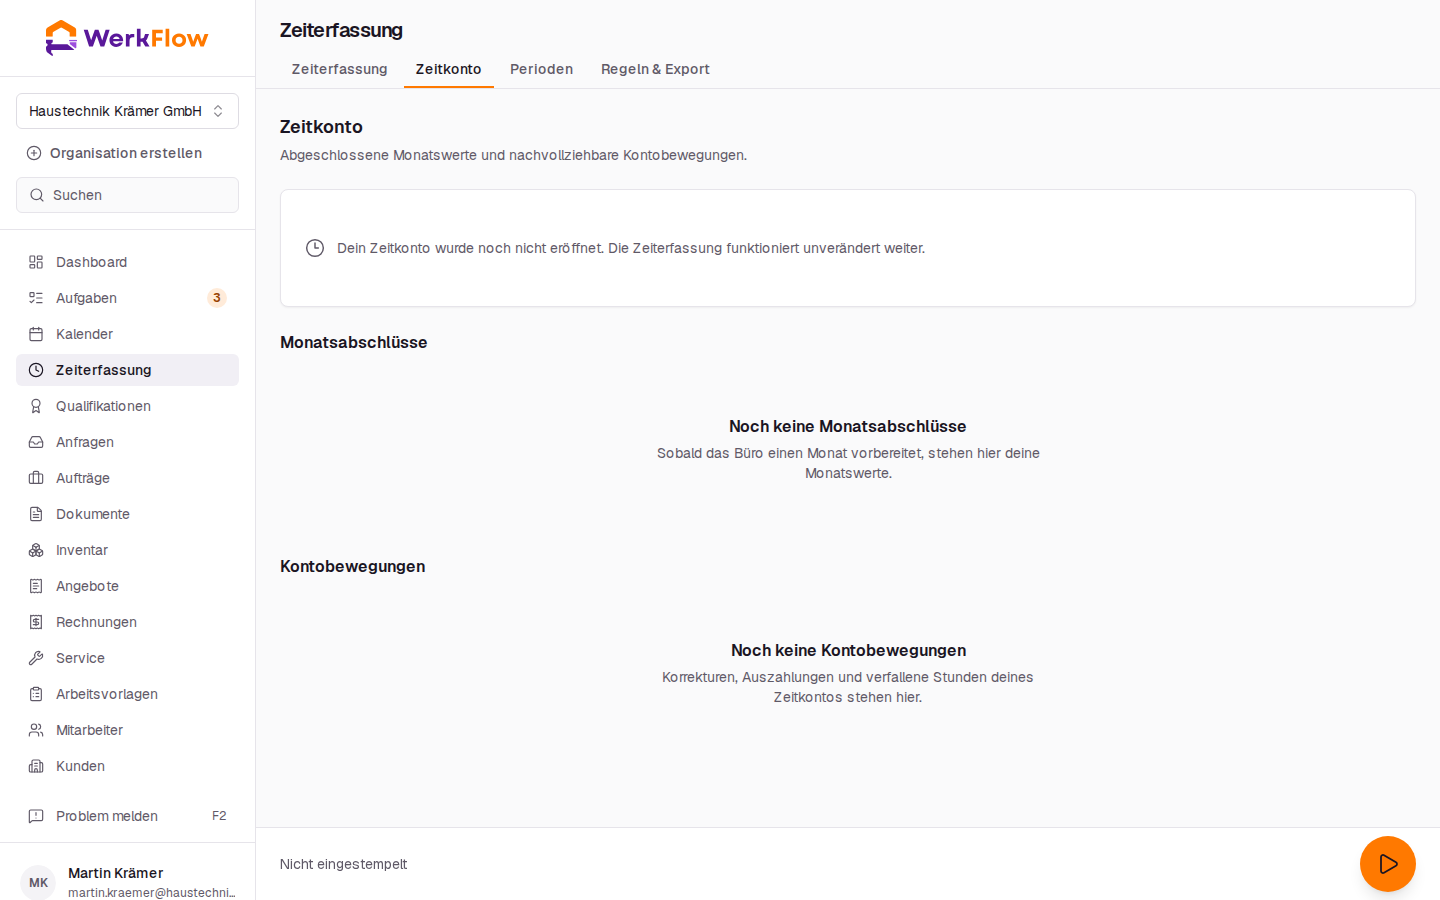 WerkFlow
Haustechnik Krämer GmbH
Organisation erstellen
Suchen
Dashboard
Aufgaben 3
Kalender
Zeiterfassung
Qualifikationen
Anfragen
Aufträge
Dokumente
Inventar
Angebote
Rechnungen
Service
Arbeitsvorlagen
Mitarbeiter
Kunden
Problem melden F2
MK
Martin Krämer
martin.kraemer@haustechni...
Zeiterfassung
Zeiterfassung Zeitkonto Perioden Regeln & Export
Zeitkonto
Abgeschlossene Monatswerte und nachvollziehbare Kontobewegungen.
Dein Zeitkonto wurde noch nicht eröffnet. Die Zeiterfassung funktioniert unverändert weiter.
Monatsabschlüsse
Noch keine Monatsabschlüsse
Sobald das Büro einen Monat vorbereitet, stehen hier deine
Monatswerte.
Kontobewegungen
Noch keine Kontobewegungen
Korrekturen, Auszahlungen und verfallene Stunden deines
Zeitkontos stehen hier.
Nicht eingestempelt